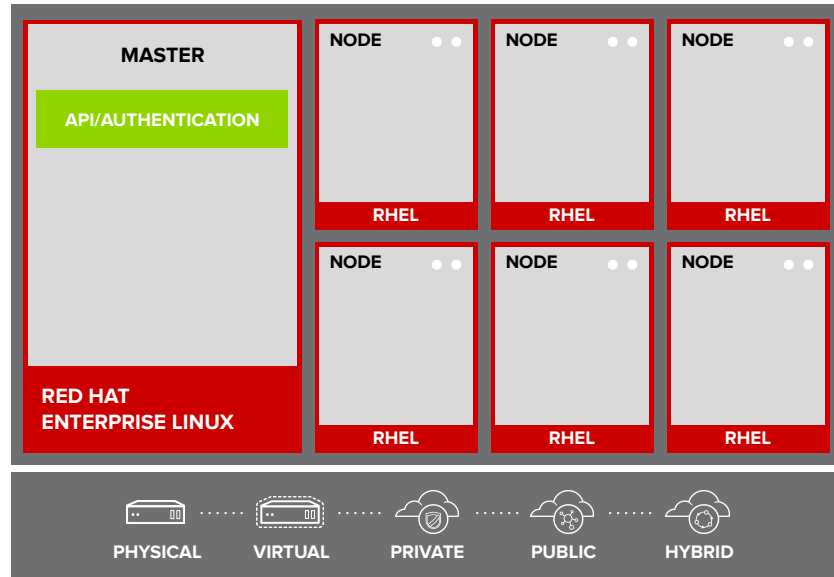 MASTER
API/AUTHENTICATION
RED HAT
ENTERPRISE LINUX
NODE
RHEL
NODE
RHEL
NODE
RHEL
NODE
RHEL
NODE
RHEL
NODE
RHEL
PHYSICAL
VIRTUAL
PRIVATE
PUBLIC
HYBRID